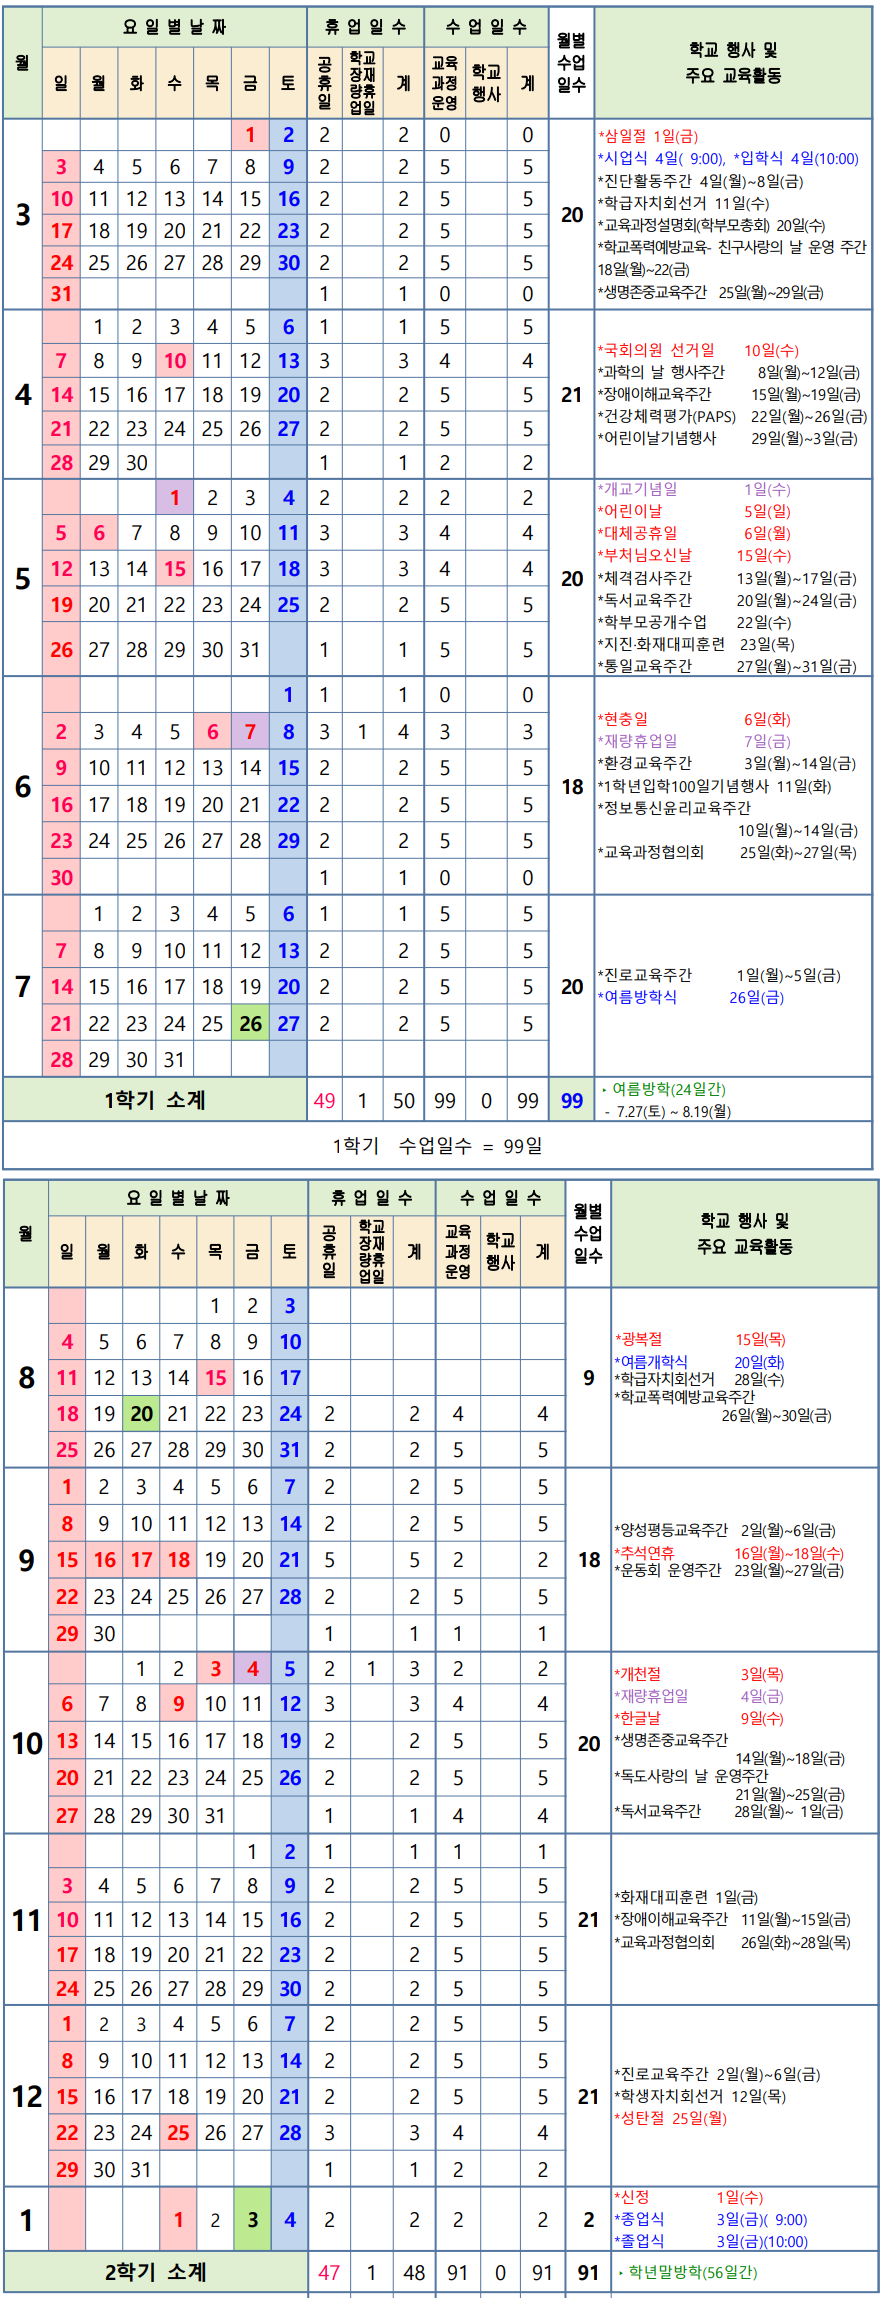 월 요 일 별 날 짜 휴 업 일 수 수 업 일 수 월별 수업 일수 학교 행사 및 주요 교육활동
일 월 화 수 목 금 토 공휴일 학교장재량휴업일 계 교육과정운영 학교행사 계
3
1 2 2 2 0 0
3 4 5 6 7 8 9 2 2 5 5
10 11 12 13 14 15 16 2 2 5 5
17 18 19 20 21 22 23 2 2 5 5
24 25 26 27 28 29 30 2 2 5 5
31 1 1 0 0
20
*삼일절 1일(금)
*시업식 4일( 9:00), *입학식 4일(10:00)
*진단활동주간 4일(월)~8일(금)
*학급자치회선거 11일(수)
*교육과정설명회(학부모총회) 20일(수)
*학교폭력예방교육- 친구사랑의 날 운영 주간
18일(월)~22(금)
*생명존중교육주간 25일(월)~29일(금)
4
1 2 3 4 5 6 1 1 5 5
7 8 9 10 11 12 13 3 3 4 4
14 15 16 17 18 19 20 2 2 5 5
21 22 23 24 25 26 27 2 2 5 5
28 29 30 1 1 2 2
21
*국회의원 선거일 10일(수)
*과학의 날 행사주간 8일(월)~12일(금)
*장애이해교육주간 15일(월)~19일(금)
*건강체력평가(PAPS) 22일(월)~26일(금)
*어린이날기념행사 29일(월)~3일(금)
5
1 2 3 4 2 2 2 2
5 6 7 8 9 10 11 3 3 4 4
12 13 14 15 16 17 18 3 3 4 4
19 20 21 22 23 24 25 2 2 5 5
26 27 28 29 30 31 1 1 5 5
20
*개교기념일 1일(수)
*어린이날 5일(일)
*대체공휴일 6일(월)
*부처님오신날 15일(수)
*체격검사주간 13일(월)~17일(금)
*독서교육주간 20일(월)~24일(금)
*학부모공개수업 22일(수)
*지진·화재대피훈련 23일(목)
*통일교육주간 27일(월)~31일(금)
6
1 1 1 0 0
2 3 4 5 6 7 8 3 1 4 3 3
9 10 11 12 13 14 15 2 2 5 5
16 17 18 19 20 21 22 2 2 5 5
23 24 25 26 27 28 29 2 2 5 5
30 1 1 0 0
18
*현충일 6일(화)
*재량휴업일 7일(금)
*환경교육주간 3일(월)~14일(금)
*1학년입학100일기념행사 11일(화)
*정보통신윤리교육주간
10일(월)~14일(금)
*교육과정협의회 25일(화)~27일(목)
7
1 2 3 4 5 6 1 1 5 5
7 8 9 10 11 12 13 2 2 5 5
14 15 16 17 18 19 20 2 2 5 5
21 22 23 24 25 26 27 2 2 5 5
28 29 30 31
20
*진로교육주간 1일(월)~5일(금)
*여름방학식 26일(금)
1학기 소계 49 1 50 99 0 99 99
‣ 여름방학(24일간)
- 7.27(토) ~ 8.19(월)
1학기 수업일수 = 99일
월 요 일 별 날 짜 휴 업 일 수 수 업 일 수 월별 수업 일수 학교 행사 및 주요 교육활동
일 월 화 수 목 금 토 공휴일 학교장재량휴업일 계 교육과정운영 학교행사 계
8
1 2 3
4 5 6 7 8 9 10
11 12 13 14 15 16 17
18 19 20 21 22 23 24 2 2 4 4
25 26 27 28 29 30 31 2 2 5 5
9
*광복절 15일(목)
*여름개학식 20일(화)
*학급자치회선거 28일(수)
*학교폭력예방교육주간
26일(월)~30일(금)
9
1 2 3 4 5 6 7 2 2 5 5
8 9 10 11 12 13 14 2 2 5 5
15 16 17 18 19 20 21 5 5 2 2
22 23 24 25 26 27 28 2 2 5 5
29 30 1 1 1 1
18
*양성평등교육주간 2일(월)~6일(금)
*추석연휴 16일(월)~18일(수)
*운동회 운영주간 23일(월)~27일(금)
10
1 2 3 4 5 2 1 3 2 2
6 7 8 9 10 11 12 3 3 4 4
13 14 15 16 17 18 19 2 2 5 5
20 21 22 23 24 25 26 2 2 5 5
27 28 29 30 31 1 1 4 4
20
*개천절 3일(목)
*재량휴업일 4일(금)
*한글날 9일(수)
*생명존중교육주간
14일(월)~18일(금)
*독도사랑의 날 운영주간
21일(월)~25일(금)
*독서교육주간 28일(월)~ 1일(금)
11
1 2 1 1 1 1
3 4 5 6 7 8 9 2 2 5 5
10 11 12 13 14 15 16 2 2 5 5
17 18 19 20 21 22 23 2 2 5 5
24 25 26 27 28 29 30 2 2 5 5
21
*화재대피훈련 1일(금)
*장애이해교육주간 11일(월)~15일(금)
*교육과정협의회 26일(화)~28일(목)
12
1 2 3 4 5 6 7 2 2 5 5
8 9 10 11 12 13 14 2 2 5 5
15 16 17 18 19 20 21 2 2 5 5
22 23 24 25 26 27 28 3 3 4 4
29 30 31 1 1 2 2
21
*진로교육주간 2일(월)~6일(금)
*학생자치회선거 12일(목)
*성탄절 25일(월)
1
1 2 3 4 2 2 2 2
2
*신정 1일(수)
*종업식 3일(금)( 9:00)
*졸업식 3일(금)(10:00)
2학기 소계 47 1 48 91 0 91 91
‣ 학년말방학(56일간)